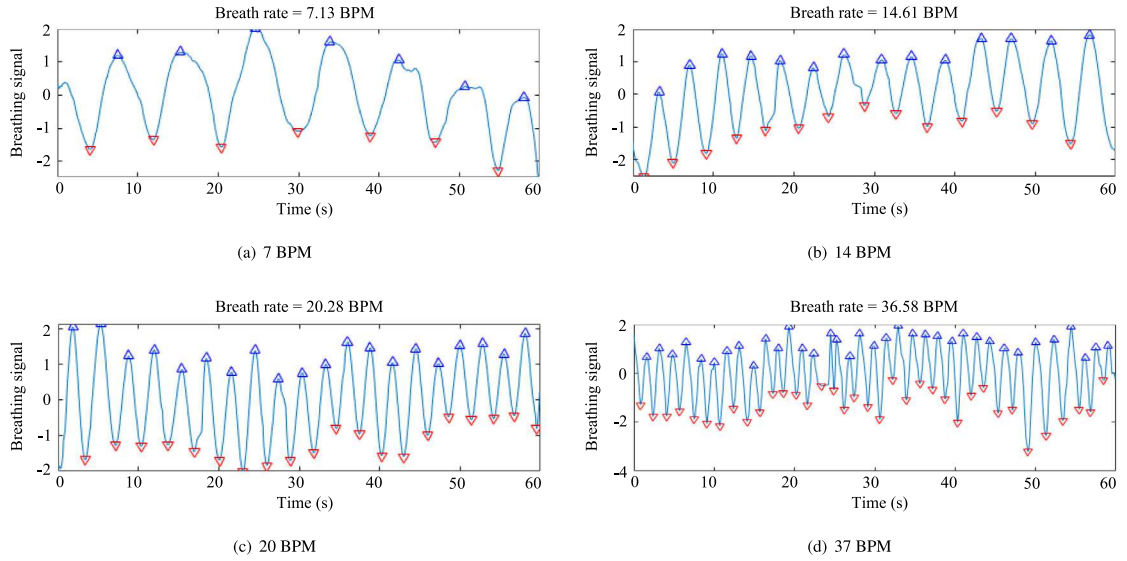 Breath rate = 7.13 BPM
Breathing signal
2
1
0
-1
-2
0 10 20 30 40 50 60
Time (s)
(a) 7 BPM
Breath rate = 14.61 BPM
Breathing signal
2
1
0
-1
-2
0 10 20 30 40 50 60
Time (s)
(b) 14 BPM
Breath rate = 20.28 BPM
Breathing signal
2
1
0
-1
-2
0 10 20 30 40 50 60
Time (s)
(c) 20 BPM
Breath rate = 36.58 BPM
Breathing signal
2
0
-2
-4
0 10 20 30 40 50 60
Time (s)
(d) 37 BPM